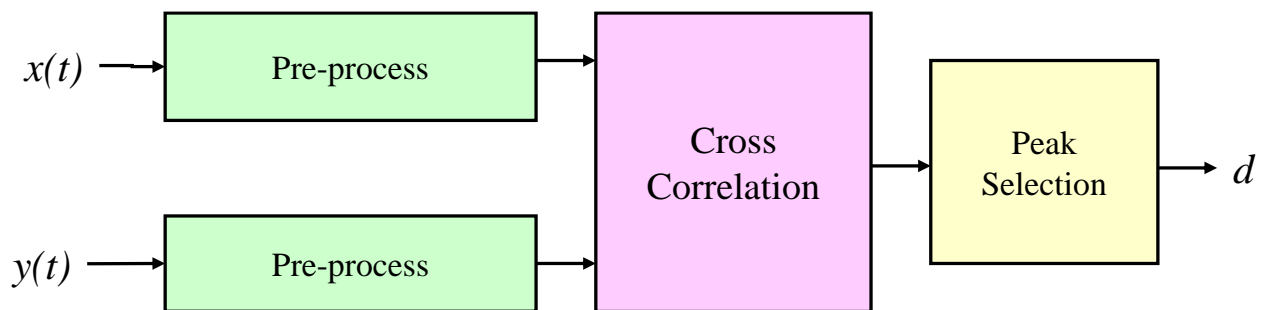 x(t)
Pre-process
y(t)
Pre-process
Cross
Correlation
Peak
Selection
d